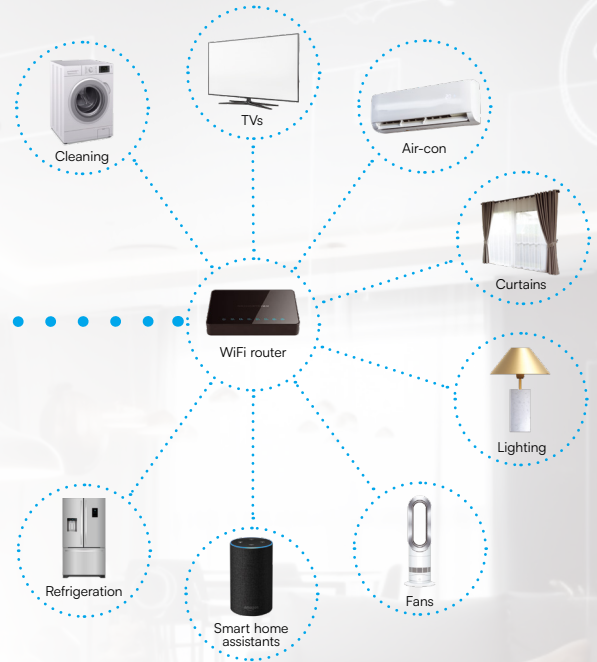 TVs
Cleaning
Air-con
Curtains
WiFi router
Lighting
Refrigeration
Fans
Smart home
assistants